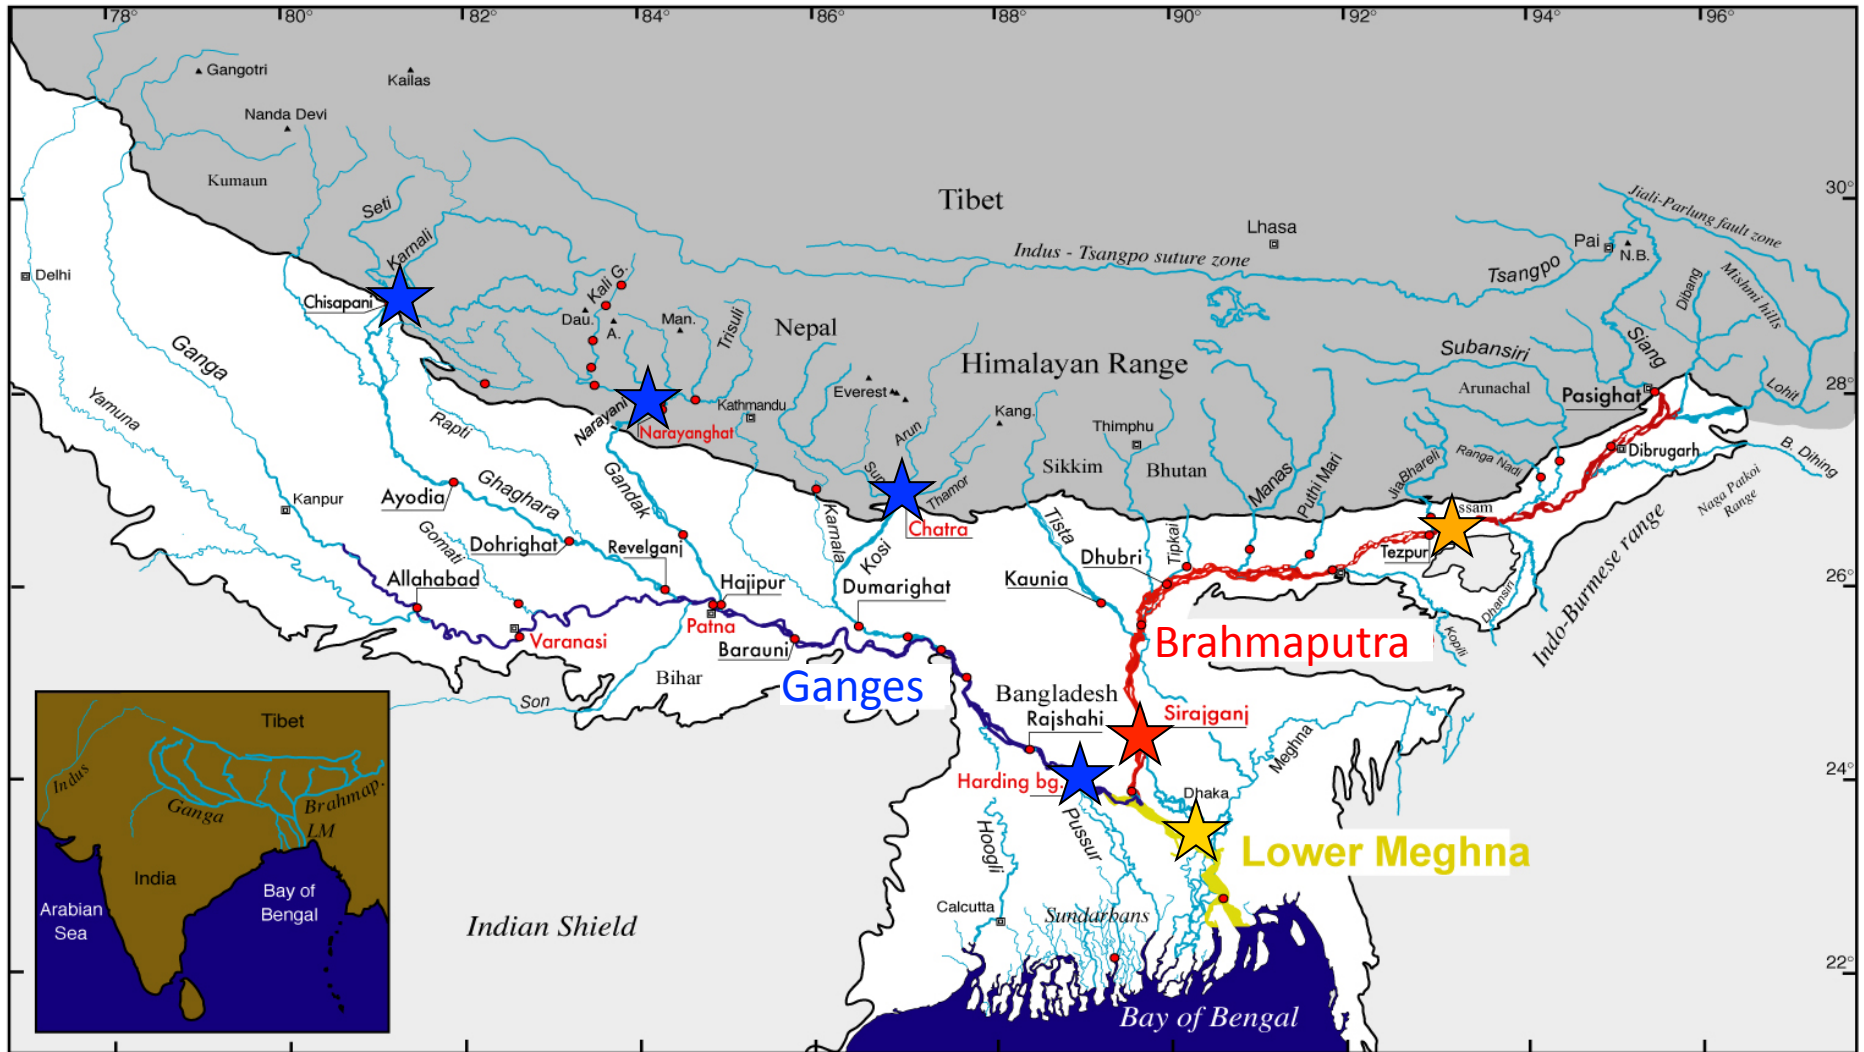 78°
80°
82°
84°
86°
88°
90°
92°
94°
96°
Gangotri
Kailas
Nanda Devi
Kumaun
Seti
Karnali
Tibet
Lhasa
Indus - Tsangpo suture zone
Tsangpo
Pai
N.B.
Jiali-Parlung fault zone
30°
Mishmi hills
Dibang
Siang
Delhi
Chisapani
Kali G.
Dau.
A.
Man.
Trisuli
Nepal
Himalayan Range
Subansiri
Arunachal
Lohit
28°
Pasighat
Ganga
Yamuna
Rapti
Narayani
Narayanghat
Kathmandu
Everest
Arun
Kang.
Thimphu
Sikkim
Bhutan
Manas
Puthi Mari
JiaBhareli
Ranga Nadi
Dibrugarh
B. Dihing
Naga Patkoi
Range
Kanpur
Ayodia
Ghaghara
Gandak
Sun
Thamor
Chatra
Karnala
Kosi
Tista
Tipkai
ssam
Tezpur
Indo-Burmese range
Gomati
Dohrighat
Revelganj
Hajipur
Dumarighat
Dhubri
Kaunia
Allahabad
26°
Dhansiri
Kopili
Varanasi
Patna
Barauni
Brahmaputra
Bihar
Ganges
Son
Bangladesh
Rajshahi
Sirajganj
Meghna
Harding bg.
24°
Dhaka
Hoogli
Pussur
Lower Meghna
Calcutta
Sundarbans
Indian Shield
22°
Bay of Bengal
Tibet
Indus
Ganga
Brahmap.
LM
India
Arabian
Sea
Bay of
Bengal